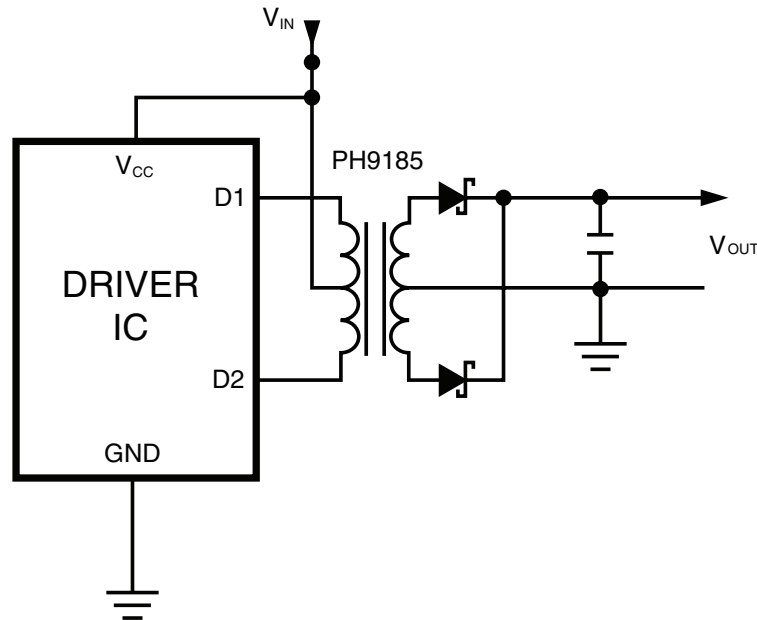 VIN
VCC
PH9185
D1
DRIVER
IC
VOUT
D2
GND